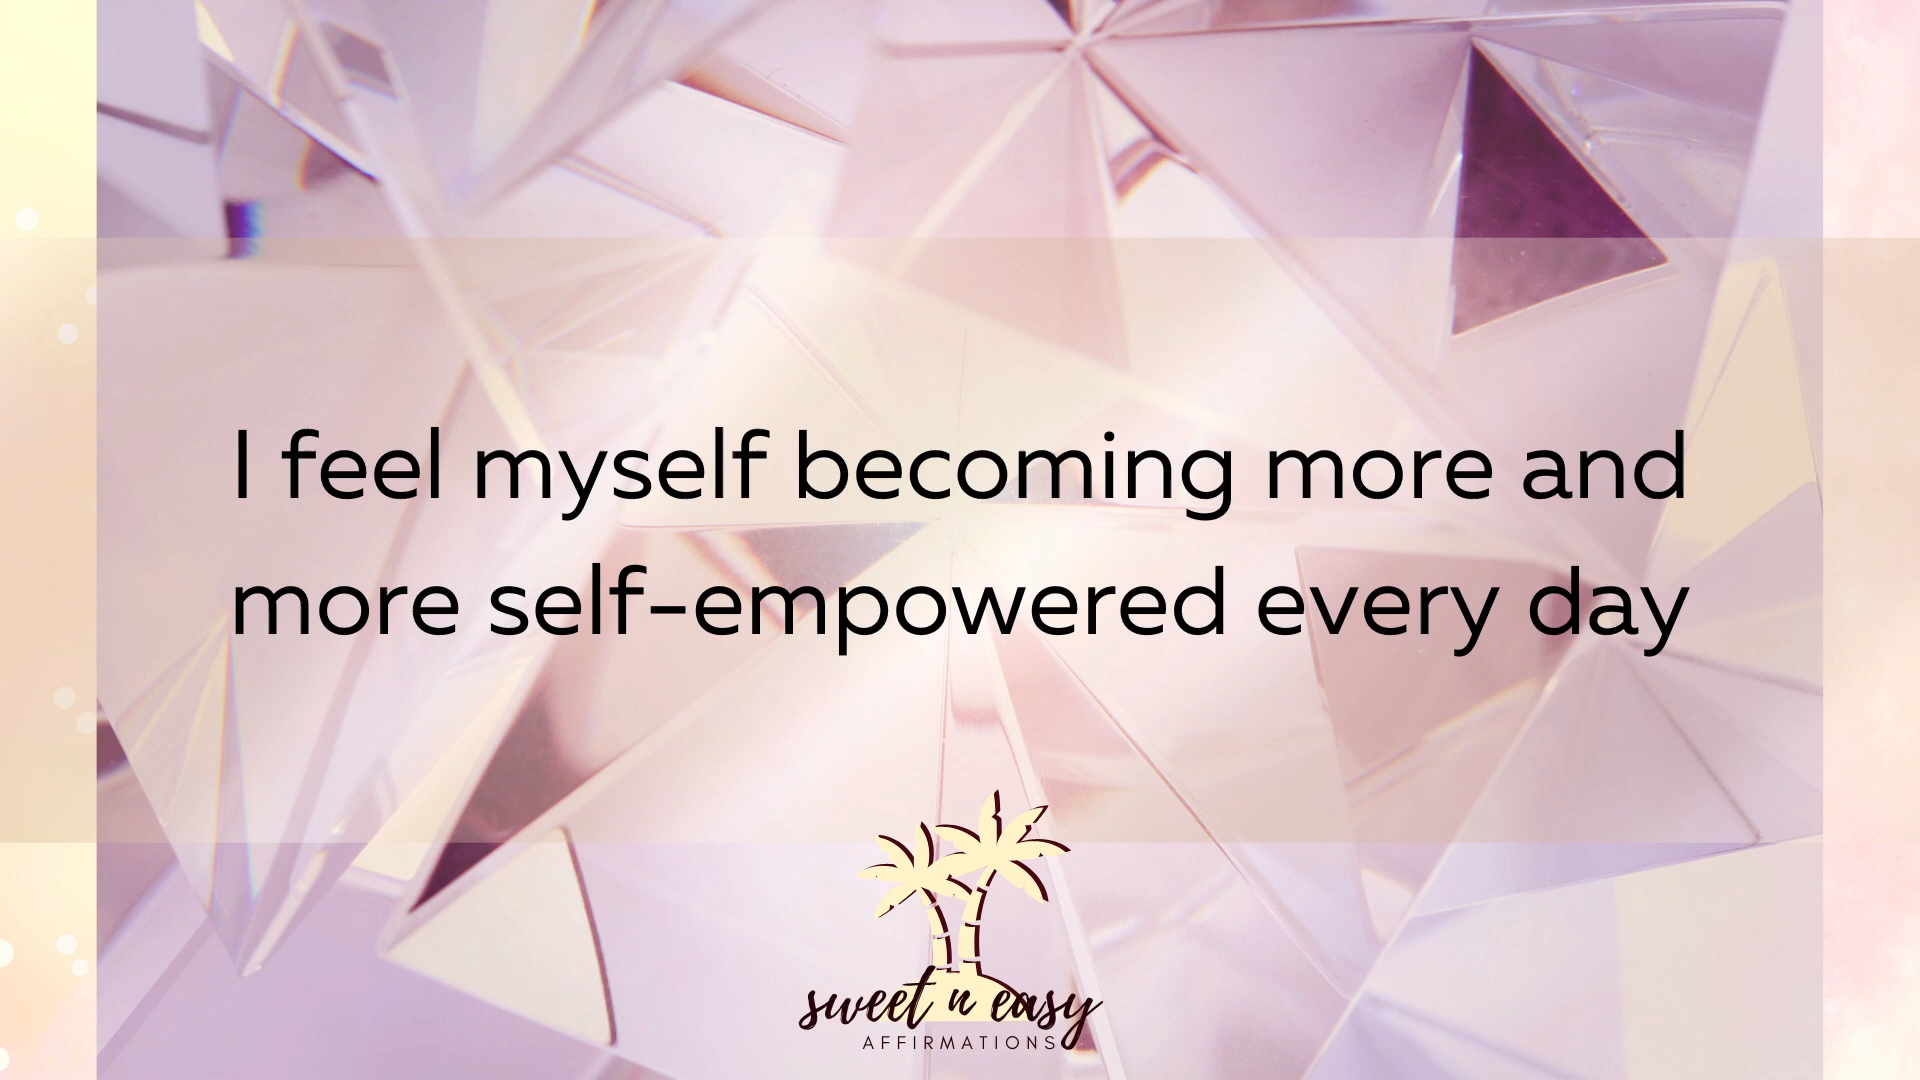 I feel myself becoming more and
more self-empowered every day
sweet n easy
AFFIRMATIONS